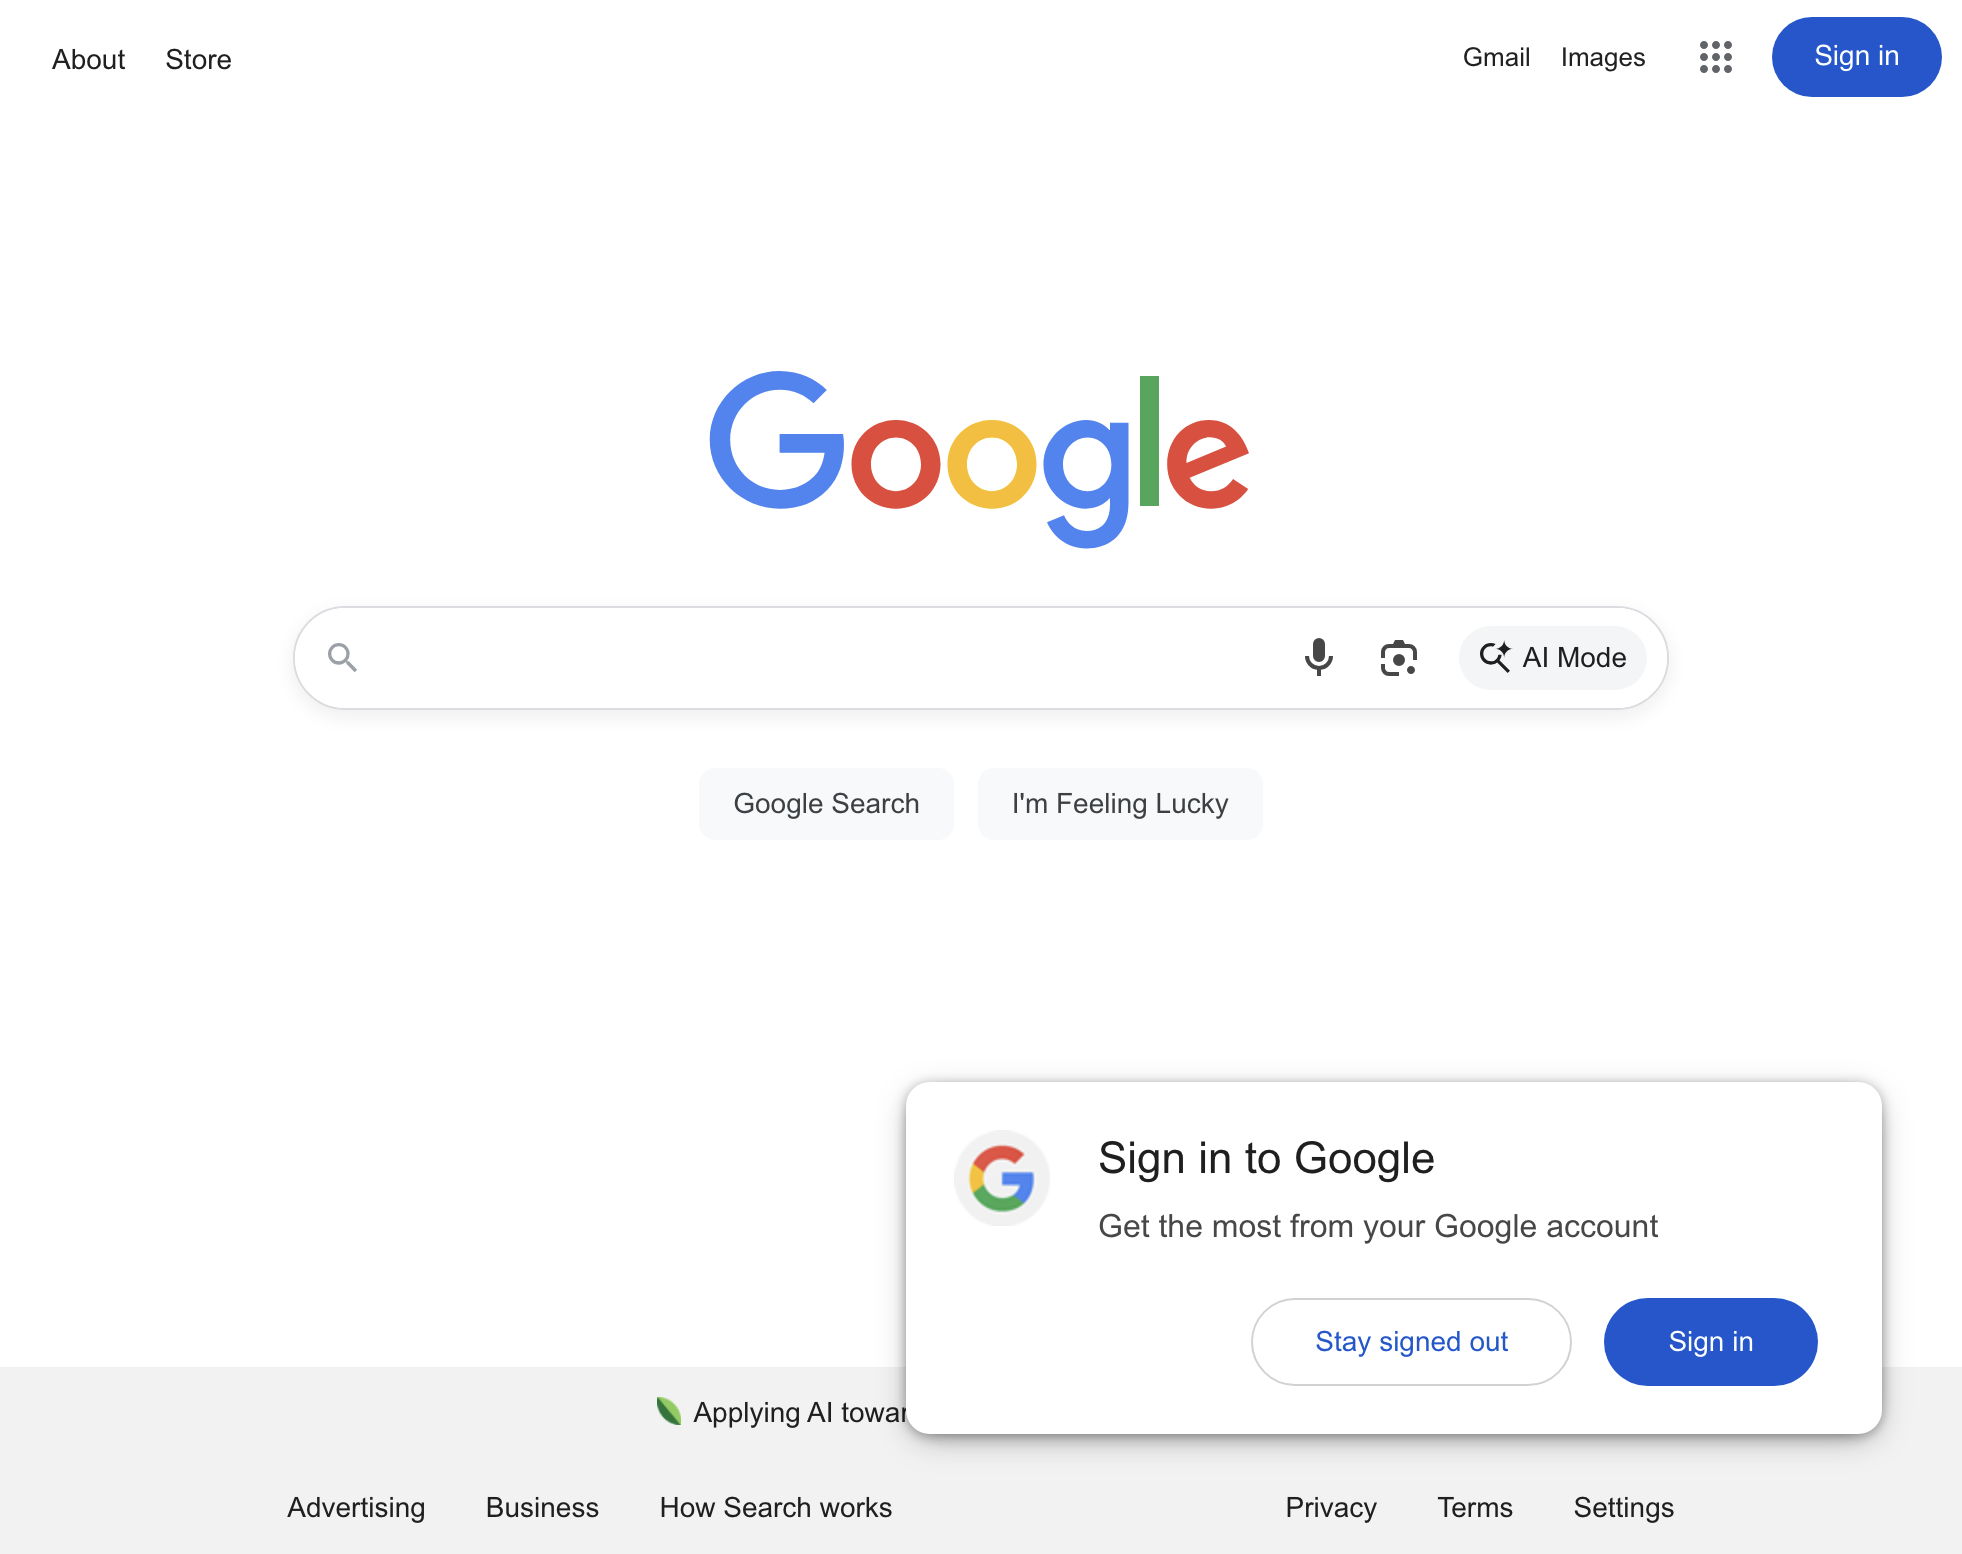 About Store Gmail Images Sign in
Google
AI Mode
Google Search I'm Feeling Lucky
Sign in to Google
Get the most from your Google account
Stay signed out Sign in
Applying AI
Advertising Business How Search works Privacy Terms Settings